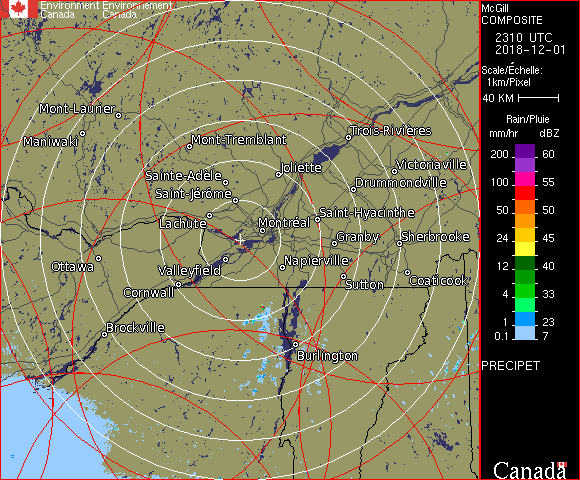 Environment Environnement
Canada Canada
McGill
COMPOSITE
2310 UTC
2018-12-01
Scale/Échelle:
1km/Pixel
40 KM
Rain/Pluie
mm/hr dBZ
200 60
100 55
50 50
24 45
12 40
4 33
1 23
0.1 7
PRECIPET
Canada
Mont-Laurier
Maniwaki
Mont-Tremblant
Trois-Rivières
Joliette
Victoriaville
Sainte-Adèle
Drummondville
Saint-Jérôme
Saint-Hyacinthe
Lachute
Montréal
Granby
Sherbrooke
Ottawa
Valleyfield
Napierville
Coaticook
Cornwall
Sutton
Brockville
Burlington